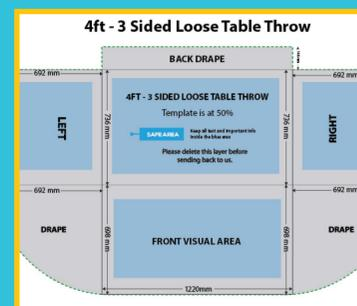 4ft - 3 Sided Loose Table Throw
BACK DRAPE
692 mm
692 mm
4FT - 3 SIDED LOOSE TABLE THROW
Template is at 50%
LEFT
736 mm
SAFE AREA
Keep all text and important info
inside the blue area
736 mm
RIGHT
Please delete this layer before
sending back to us.
692 mm
692 mm
DRAPE
698 mm
FRONT VISUAL AREA
698 mm
DRAPE
1220mm